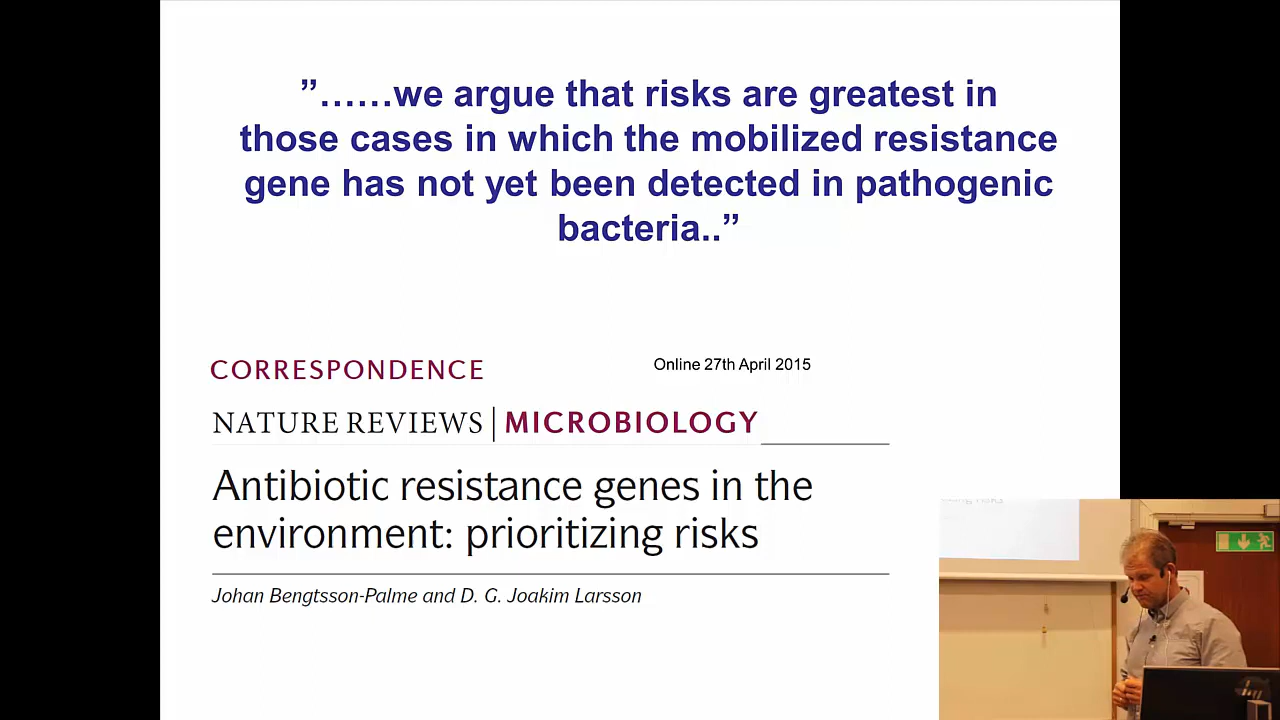 ”……we argue that risks are greatest in
those cases in which the mobilized resistance
gene has not yet been detected in pathogenic
bacteria..”
CORRESPONDENCE
Online 27th April 2015
NATURE REVIEWS | MICROBIOLOGY
Antibiotic resistance genes in the
environment: prioritizing risks
Johan Bengtsson-Palme and D. G. Joakim Larsson